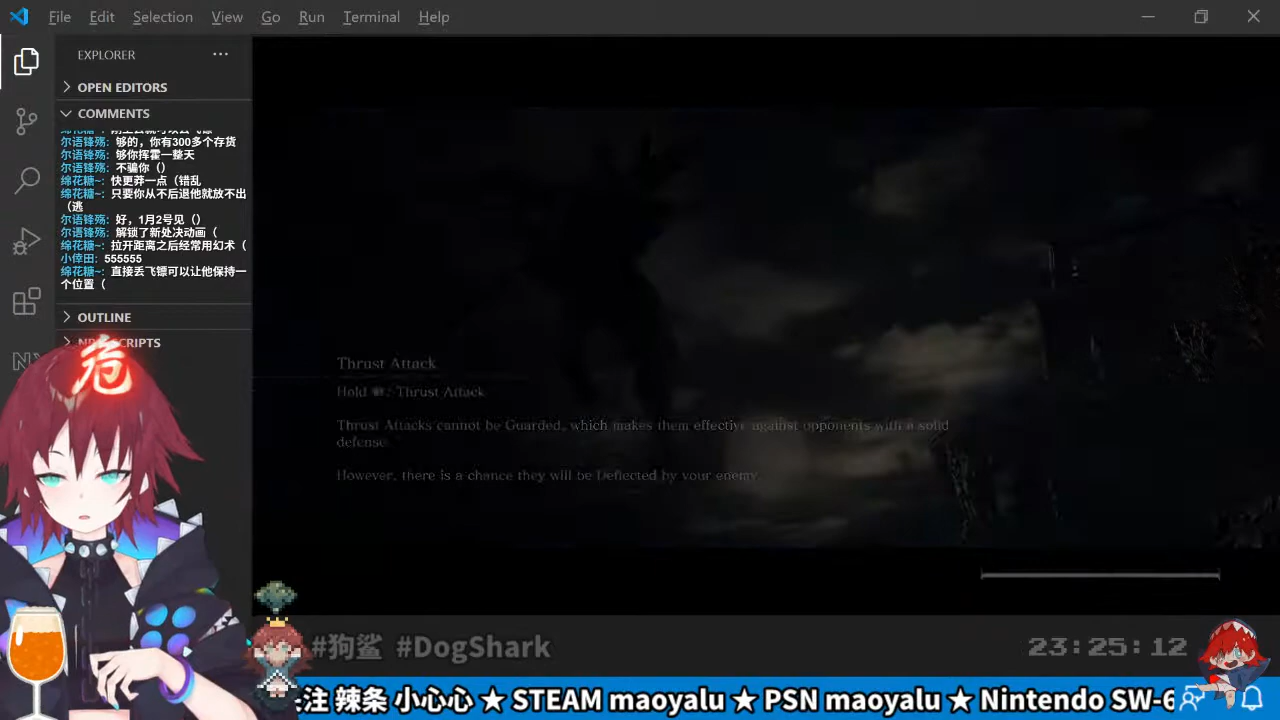 File Edit Selection View Go Run Terminal Help
EXPLORER
OPEN EDITORS
COMMENTS
尔语锋殇: 够的，你有300多个存货
尔语锋殇: 够你挥霍一整天
尔语锋殇: 不骗你（）
绵花糖~: 快更莽一点（错乱
绵花糖~: 只要你从不后退他就放不出
（逃
尔语锋殇: 好，1月2号见（）
尔语锋殇: 解锁了新处决动画（
绵花糖~: 拉开距离之后经常用幻术（
小倖田: 555555
绵花糖~: 直接丢飞镖可以让他保持一
个位置（
OUTLINE
SCRIPTS
危
Thrust Attack
Hold : Thrust Attack
Thrust Attacks cannot be Guarded, which makes them effective against opponents with a solid
defense.
However, there is a chance they will be Deflected by your enemy.
#狗鲨 #DogShark
23:25:12
注 辣条 小心心 ★ STEAM maoyalu ★ PSN maoyalu ★ Nintendo SW-6